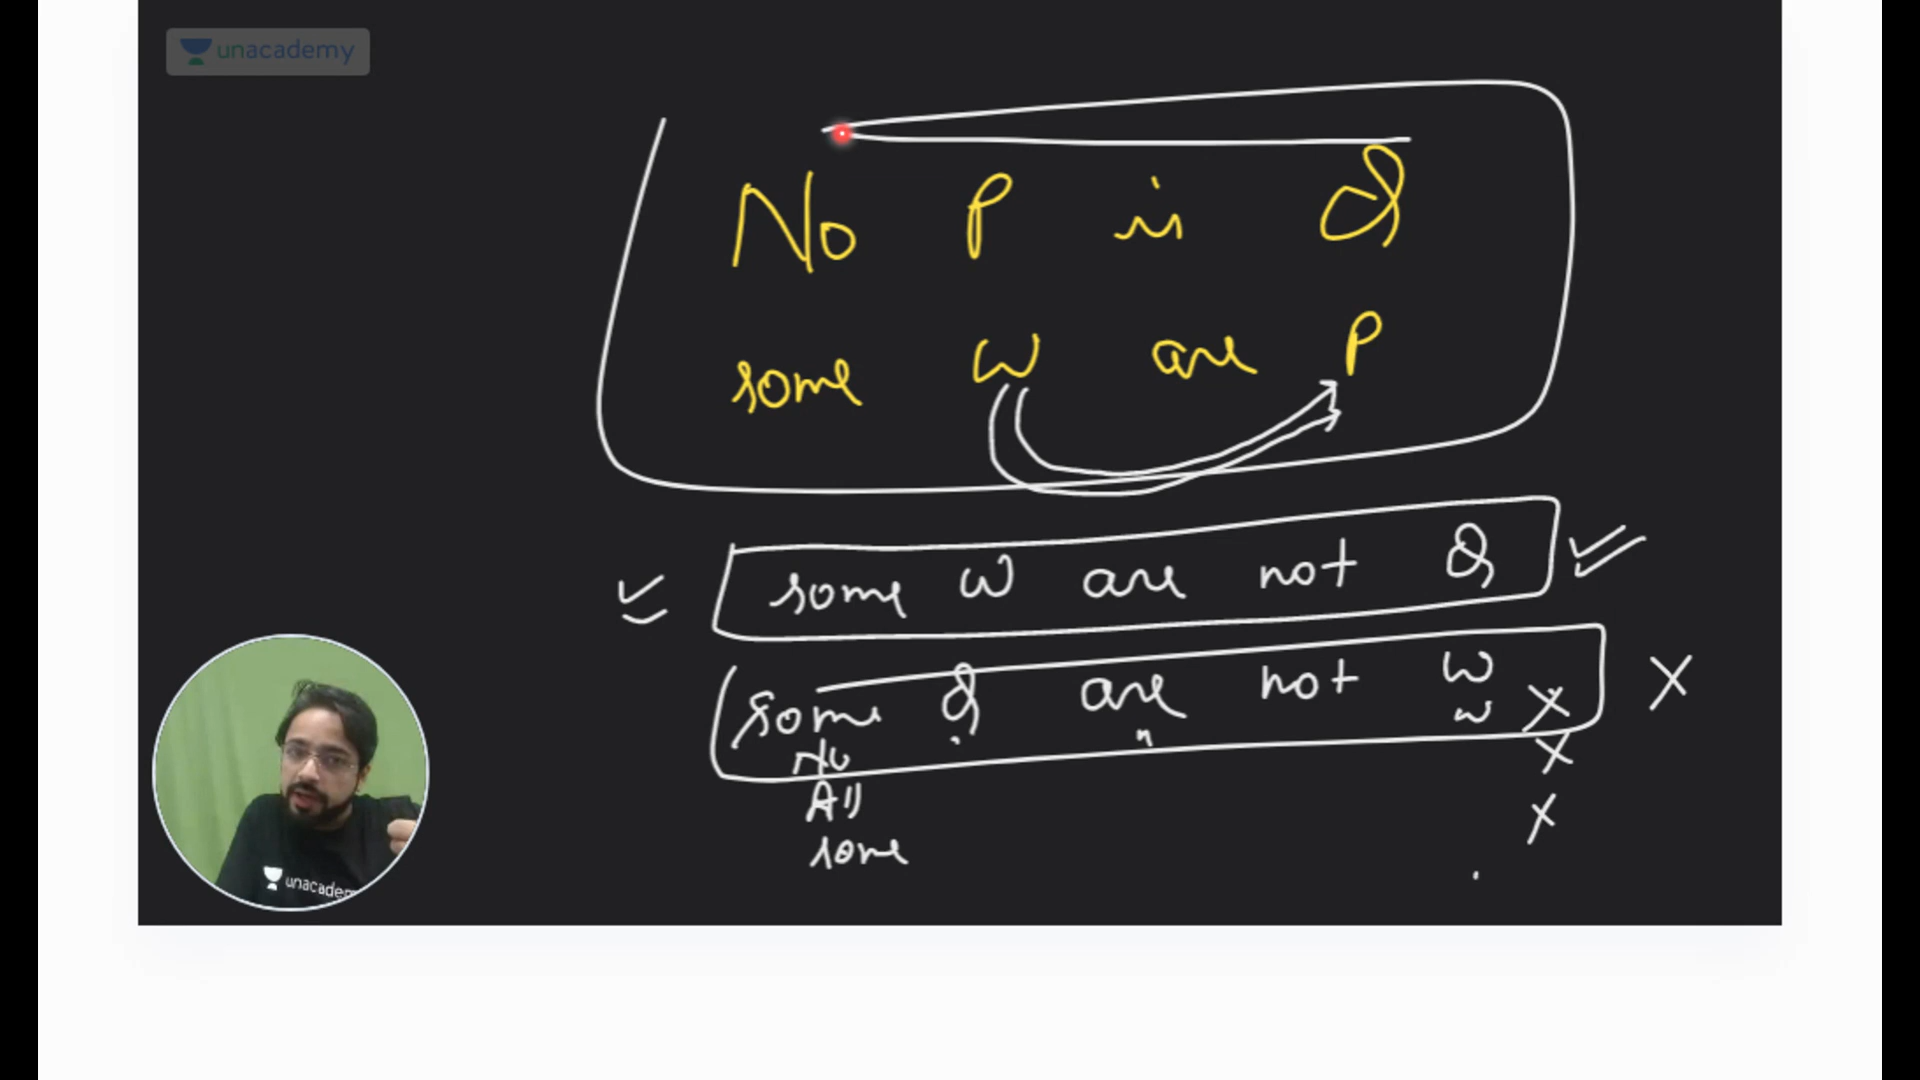 unacademy
No P is Q
some W are P
some W are not Q
some Q are not W
No " " W X
All X
some X
unacademy